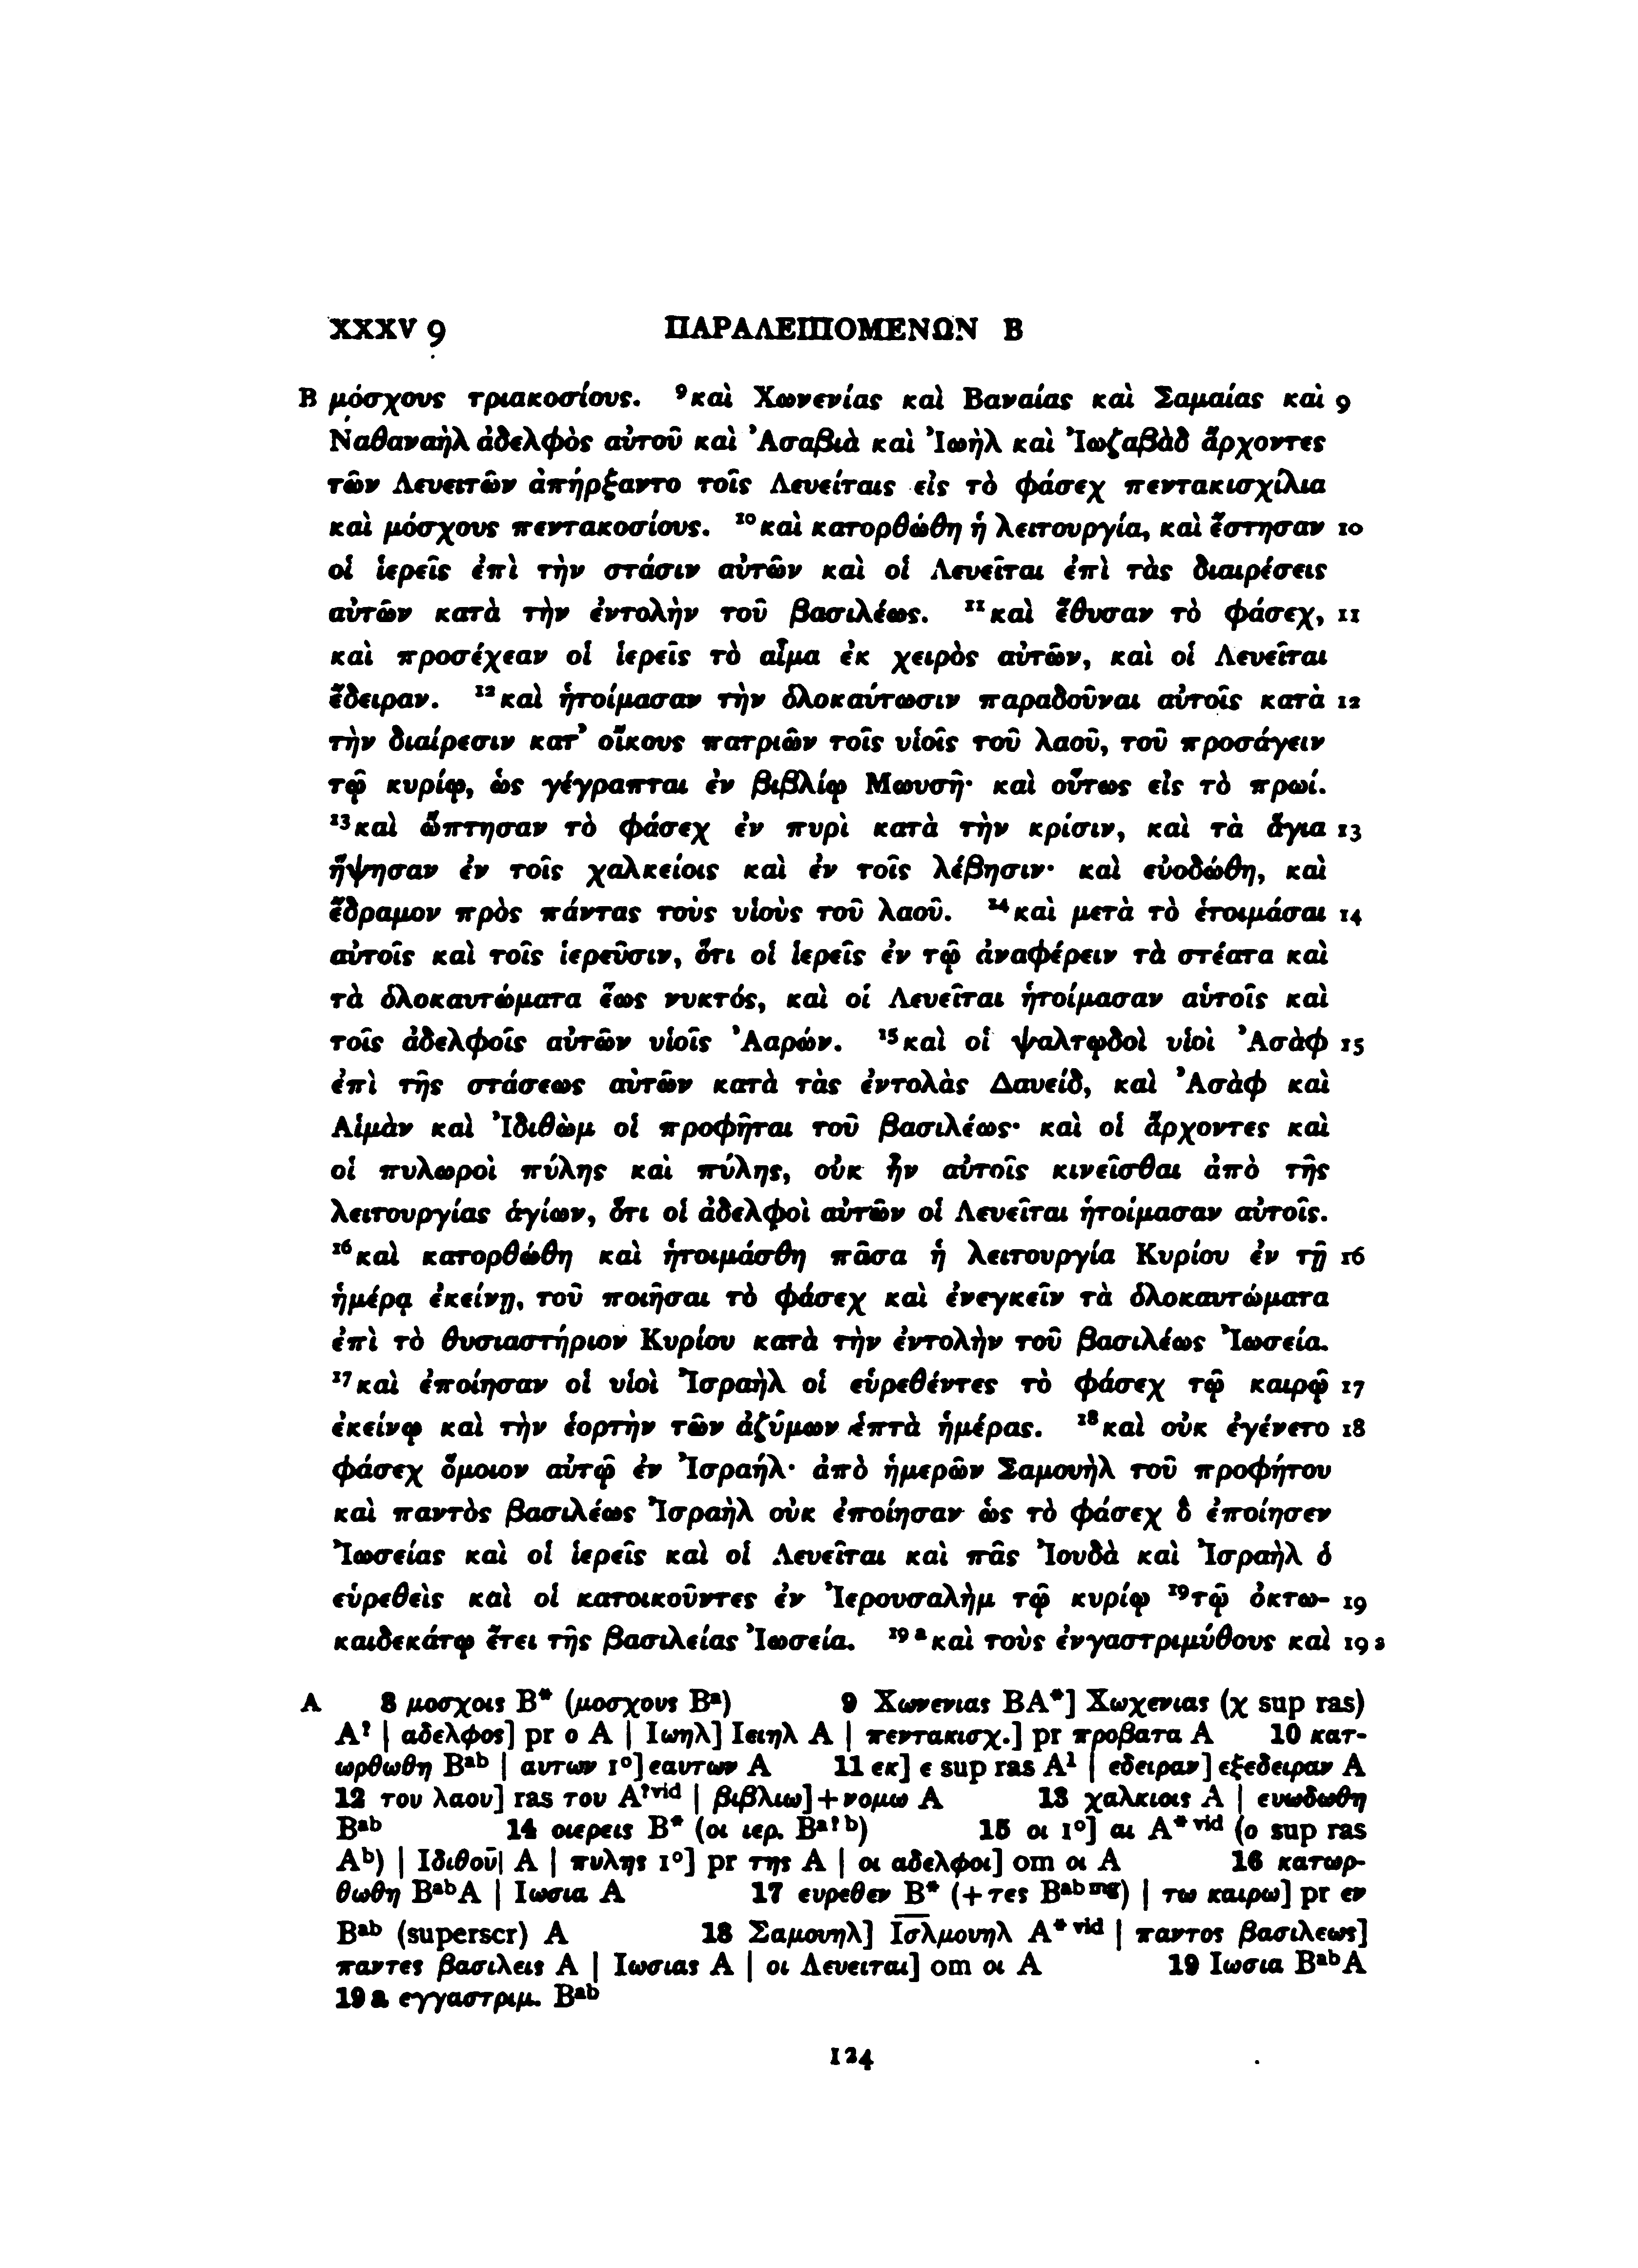 XXXV 9 ΠΑΡΑΛΕΙΠΟΜΕΝΩΝ Β
B μόσχους τριακοσίους. ⁹καὶ Χωνενίας καὶ Βαναίας καὶ Σαμαίας καὶ 9
Ναθαναὴλ ἀδελφὸς αὐτοῦ καὶ Ἀσαβιὰ καὶ Ἰωὴλ καὶ Ἰωζαβὰδ ἄρχοντες
τῶν Λευειτῶν ἀπήρξαντο τοῖς Λευείταις εἰς τὸ φάσεχ πεντακισχίλια
καὶ μόσχους πεντακοσίους. ¹⁰καὶ κατορθώθη ἡ λειτουργία, καὶ ἔστησαν 10
οἱ ἱερεῖς ἐπὶ τὴν στάσιν αὐτῶν καὶ οἱ Λευεῖται ἐπὶ τὰς διαιρέσεις
αὐτῶν κατὰ τὴν ἐντολὴν τοῦ βασιλέως. ¹¹καὶ ἔθυσαν τὸ φάσεχ, 11
καὶ προσέχεαν οἱ ἱερεῖς τὸ αἷμα ἐκ χειρὸς αὐτῶν, καὶ οἱ Λευεῖται
ἔδειραν. ¹²καὶ ἡτοίμασαν τὴν ὁλοκαύτωσιν παραδοῦναι αὐτοῖς κατὰ 12
τὴν διαίρεσιν κατ’ οἴκους πατριῶν τοῖς υἱοῖς τοῦ λαοῦ, τοῦ προσάγειν
τῷ κυρίῳ, ὡς γέγραπται ἐν βιβλίῳ Μωυσῆ· καὶ οὕτως εἰς τὸ πρωί.
¹³καὶ ὤπτησαν τὸ φάσεχ ἐν πυρὶ κατὰ τὴν κρίσιν, καὶ τὰ ἅγια 13
ἥψησαν ἐν τοῖς χαλκείοις καὶ ἐν τοῖς λέβησιν· καὶ εὐοδώθη, καὶ
ἔδραμον πρὸς πάντας τοὺς υἱοὺς τοῦ λαοῦ. ¹⁴καὶ μετὰ τὸ ἑτοιμάσαι 14
αὐτοῖς καὶ τοῖς ἱερεῦσιν, ὅτι οἱ ἱερεῖς ἐν τῷ ἀναφέρειν τὰ στέατα καὶ
τὰ ὁλοκαυτώματα ἕως νυκτός, καὶ οἱ Λευεῖται ἡτοίμασαν αὑτοῖς καὶ
τοῖς ἀδελφοῖς αὐτῶν υἱοῖς Ἀαρών. ¹⁵καὶ οἱ ψαλτῳδοὶ υἱοὶ Ἀσὰφ 15
ἐπὶ τῆς στάσεως αὐτῶν κατὰ τὰς ἐντολὰς Δαυείδ, καὶ Ἀσὰφ καὶ
Αἱμὰν καὶ Ἰδιθὼμ οἱ προφῆται τοῦ βασιλέως· καὶ οἱ ἄρχοντες καὶ
οἱ πυλωροὶ πύλης καὶ πύλης, οὐκ ἦν αὐτοῖς κινεῖσθαι ἀπὸ τῆς
λειτουργίας ἁγίων, ὅτι οἱ ἀδελφοὶ αὐτῶν οἱ Λευεῖται ἡτοίμασαν αὐτοῖς.
¹⁶καὶ κατορθώθη καὶ ἡτοιμάσθη πᾶσα ἡ λειτουργία Κυρίου ἐν τῇ 16
ἡμέρᾳ ἐκείνῃ, τοῦ ποιῆσαι τὸ φάσεχ καὶ ἐνεγκεῖν τὰ ὁλοκαυτώματα
ἐπὶ τὸ θυσιαστήριον Κυρίου κατὰ τὴν ἐντολὴν τοῦ βασιλέως Ἰωσεία.
¹⁷καὶ ἐποίησαν οἱ υἱοὶ Ἰσραὴλ οἱ εὑρεθέντες τὸ φάσεχ τῷ καιρῷ 17
ἐκείνῳ καὶ τὴν ἑορτὴν τῶν ἀζύμων ἑπτὰ ἡμέρας. ¹⁸καὶ οὐκ ἐγένετο 18
φάσεχ ὅμοιον αὐτῷ ἐν Ἰσραήλ· ἀπὸ ἡμερῶν Σαμουὴλ τοῦ προφήτου
καὶ παντὸς βασιλέως Ἰσραὴλ οὐκ ἐποίησαν ὡς τὸ φάσεχ ὃ ἐποίησεν
Ἰωσείας καὶ οἱ ἱερεῖς καὶ οἱ Λευεῖται καὶ πᾶς Ἰουδὰ καὶ Ἰσραὴλ ὁ
εὑρεθεὶς καὶ οἱ κατοικοῦντες ἐν Ἰερουσαλὴμ τῷ κυρίῳ ¹⁹τῷ ὀκτω- 19
καιδεκάτῳ ἔτει τῆς βασιλείας Ἰωσεία. ¹⁹ᵃκαὶ τοὺς ἐνγαστριμύθους καὶ 19a
A 8 μοσχοις B* (μοσχους Bᵃ) 9 Χωνενιας BA*] Χωχενιας (χ sup ras)
A? | αδελφος] pr ο A | Ιωηλ] Ιειηλ A | πεντακισχ.] pr προβατα A 10 κατ-
ωρθωθη Bᵃᵇ | αυτων 1°] εαυτων A 11 εκ] ε sup ras A¹ | εδειραν] εξεδειραν A
12 του λαου] ras του A?ᵛⁱᵈ | βιβλιω] + νομω A 13 χαλκιοις A | ευωδωθη
Bᵃᵇ 14 οιερεις B* (οι ιερ. Bᵃ?ᵇ) 15 οι 1°] αι A*ᵛⁱᵈ (ο sup ras
Aᵇ) | Ιδιθου̅| A | πυλης 1°] pr της A | οι αδελφοι] om οι A 16 κατωρ-
θωθη BᵃᵇA | Ιωσια A 17 ευρεθεν B* (+τες Bᵃᵇᵐᵍ) | τω καιρω] pr εν
Bᵃᵇ (superscr) A 18 Σαμουηλ] Ι̅σ̅λ̅μουηλ A*ᵛⁱᵈ | παντος βασιλεως]
παντες βασιλεις A | Ιωσιας A | οι Λευειται] om οι A 19 Ιωσια BᵃᵇA
19 a εγγαστριμ. Bᵃᵇ
124